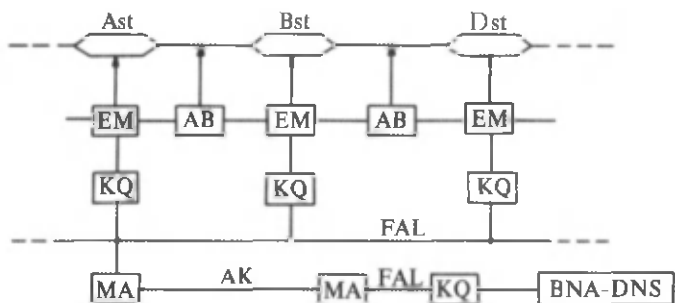 Ast Bst Dst
EM AB EM AB EM
KQ KQ KQ
FAL
MA AK MA FAL KQ BNA-DNS